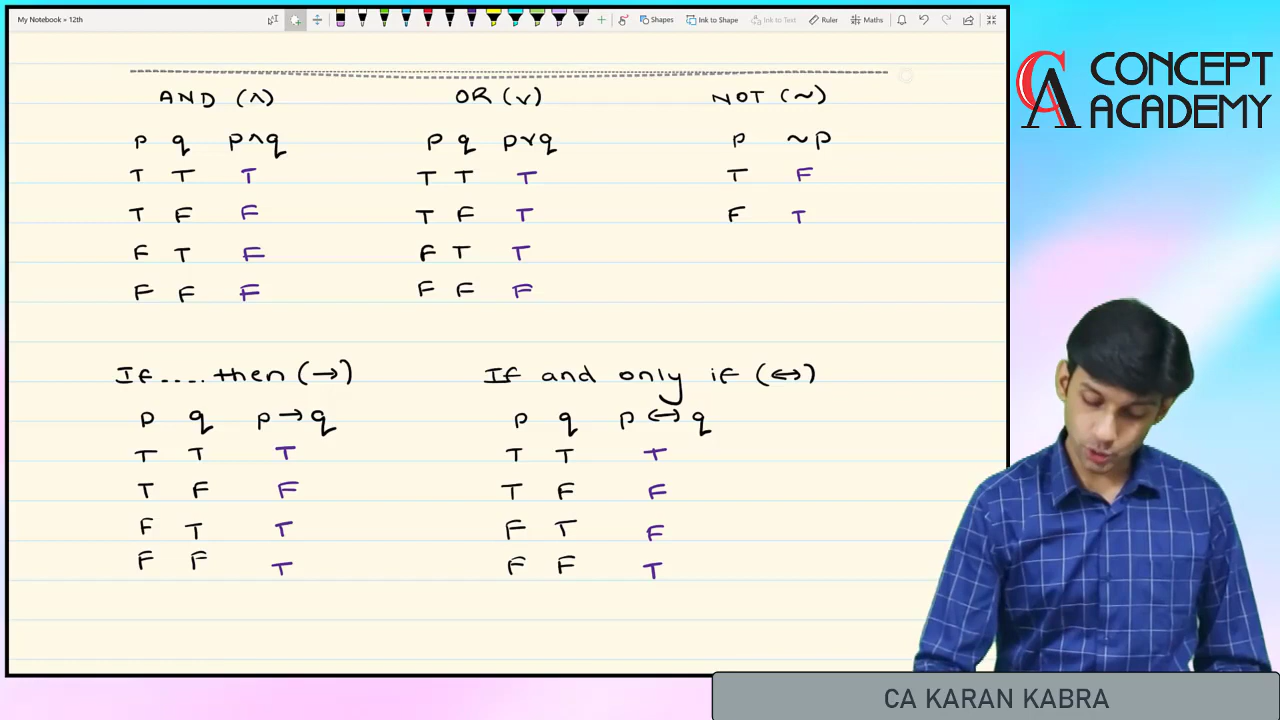 My Notebook » 12th
Shapes
Ink to Shape
Ink to Text
Ruler
Maths
CONCEPT
ACADEMY
CA
AND (∧)
p q p∧q
T T T
T F F
F T F
F F F
OR (∨)
p q p∨q
T T T
T F T
F T T
F F F
NOT (~)
p ~p
T F
F T
If....then (→)
p q p→q
T T T
T F F
F T T
F F T
If and only if (↔)
p q p↔q
T T T
T F F
F T F
F F T
CA KARAN KABRA